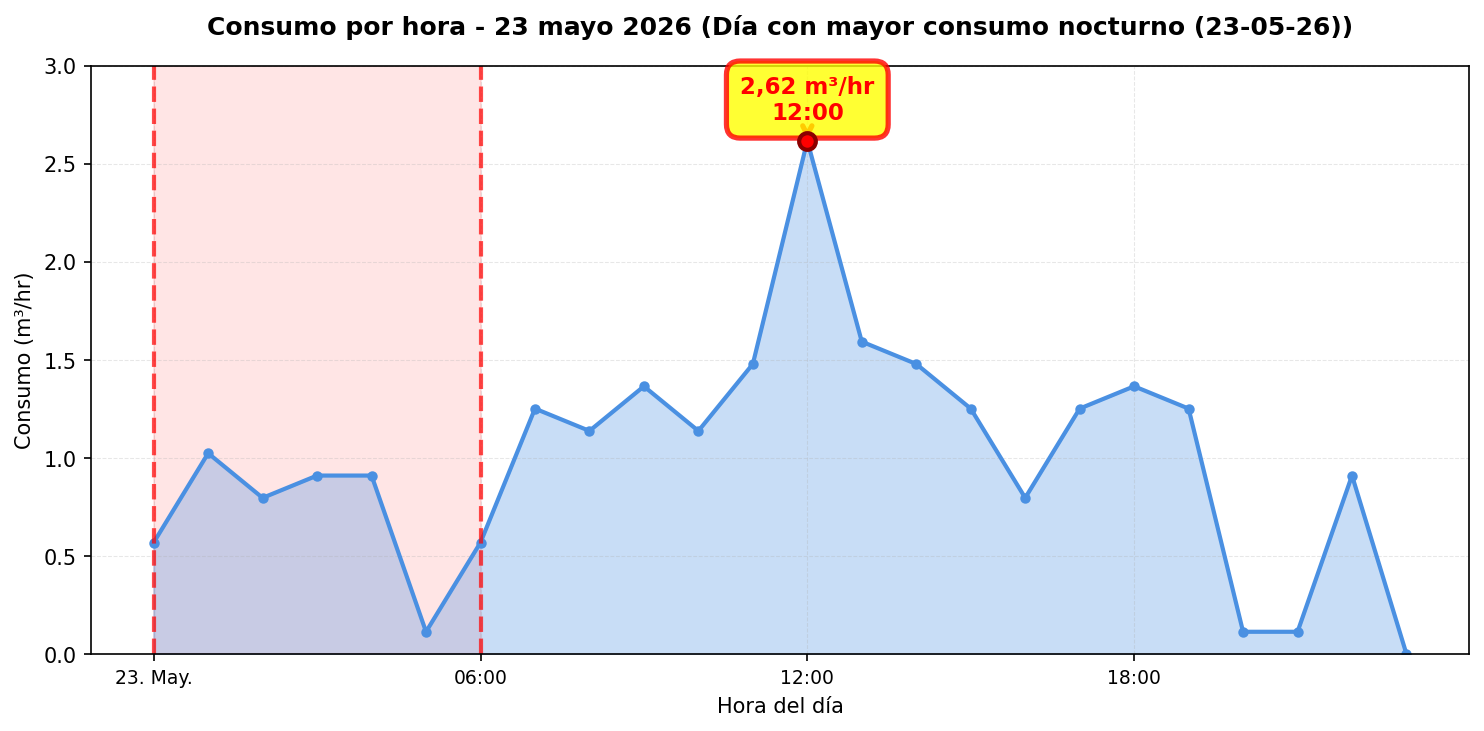 Consumo por hora - 23 mayo 2026 (Día con mayor consumo nocturno (23-05-26))
2,62 m³/hr
12:00
Consumo (m³/hr)
3.0
2.5
2.0
1.5
1.0
0.5
0.0
23. May.
06:00
12:00
18:00
Hora del día